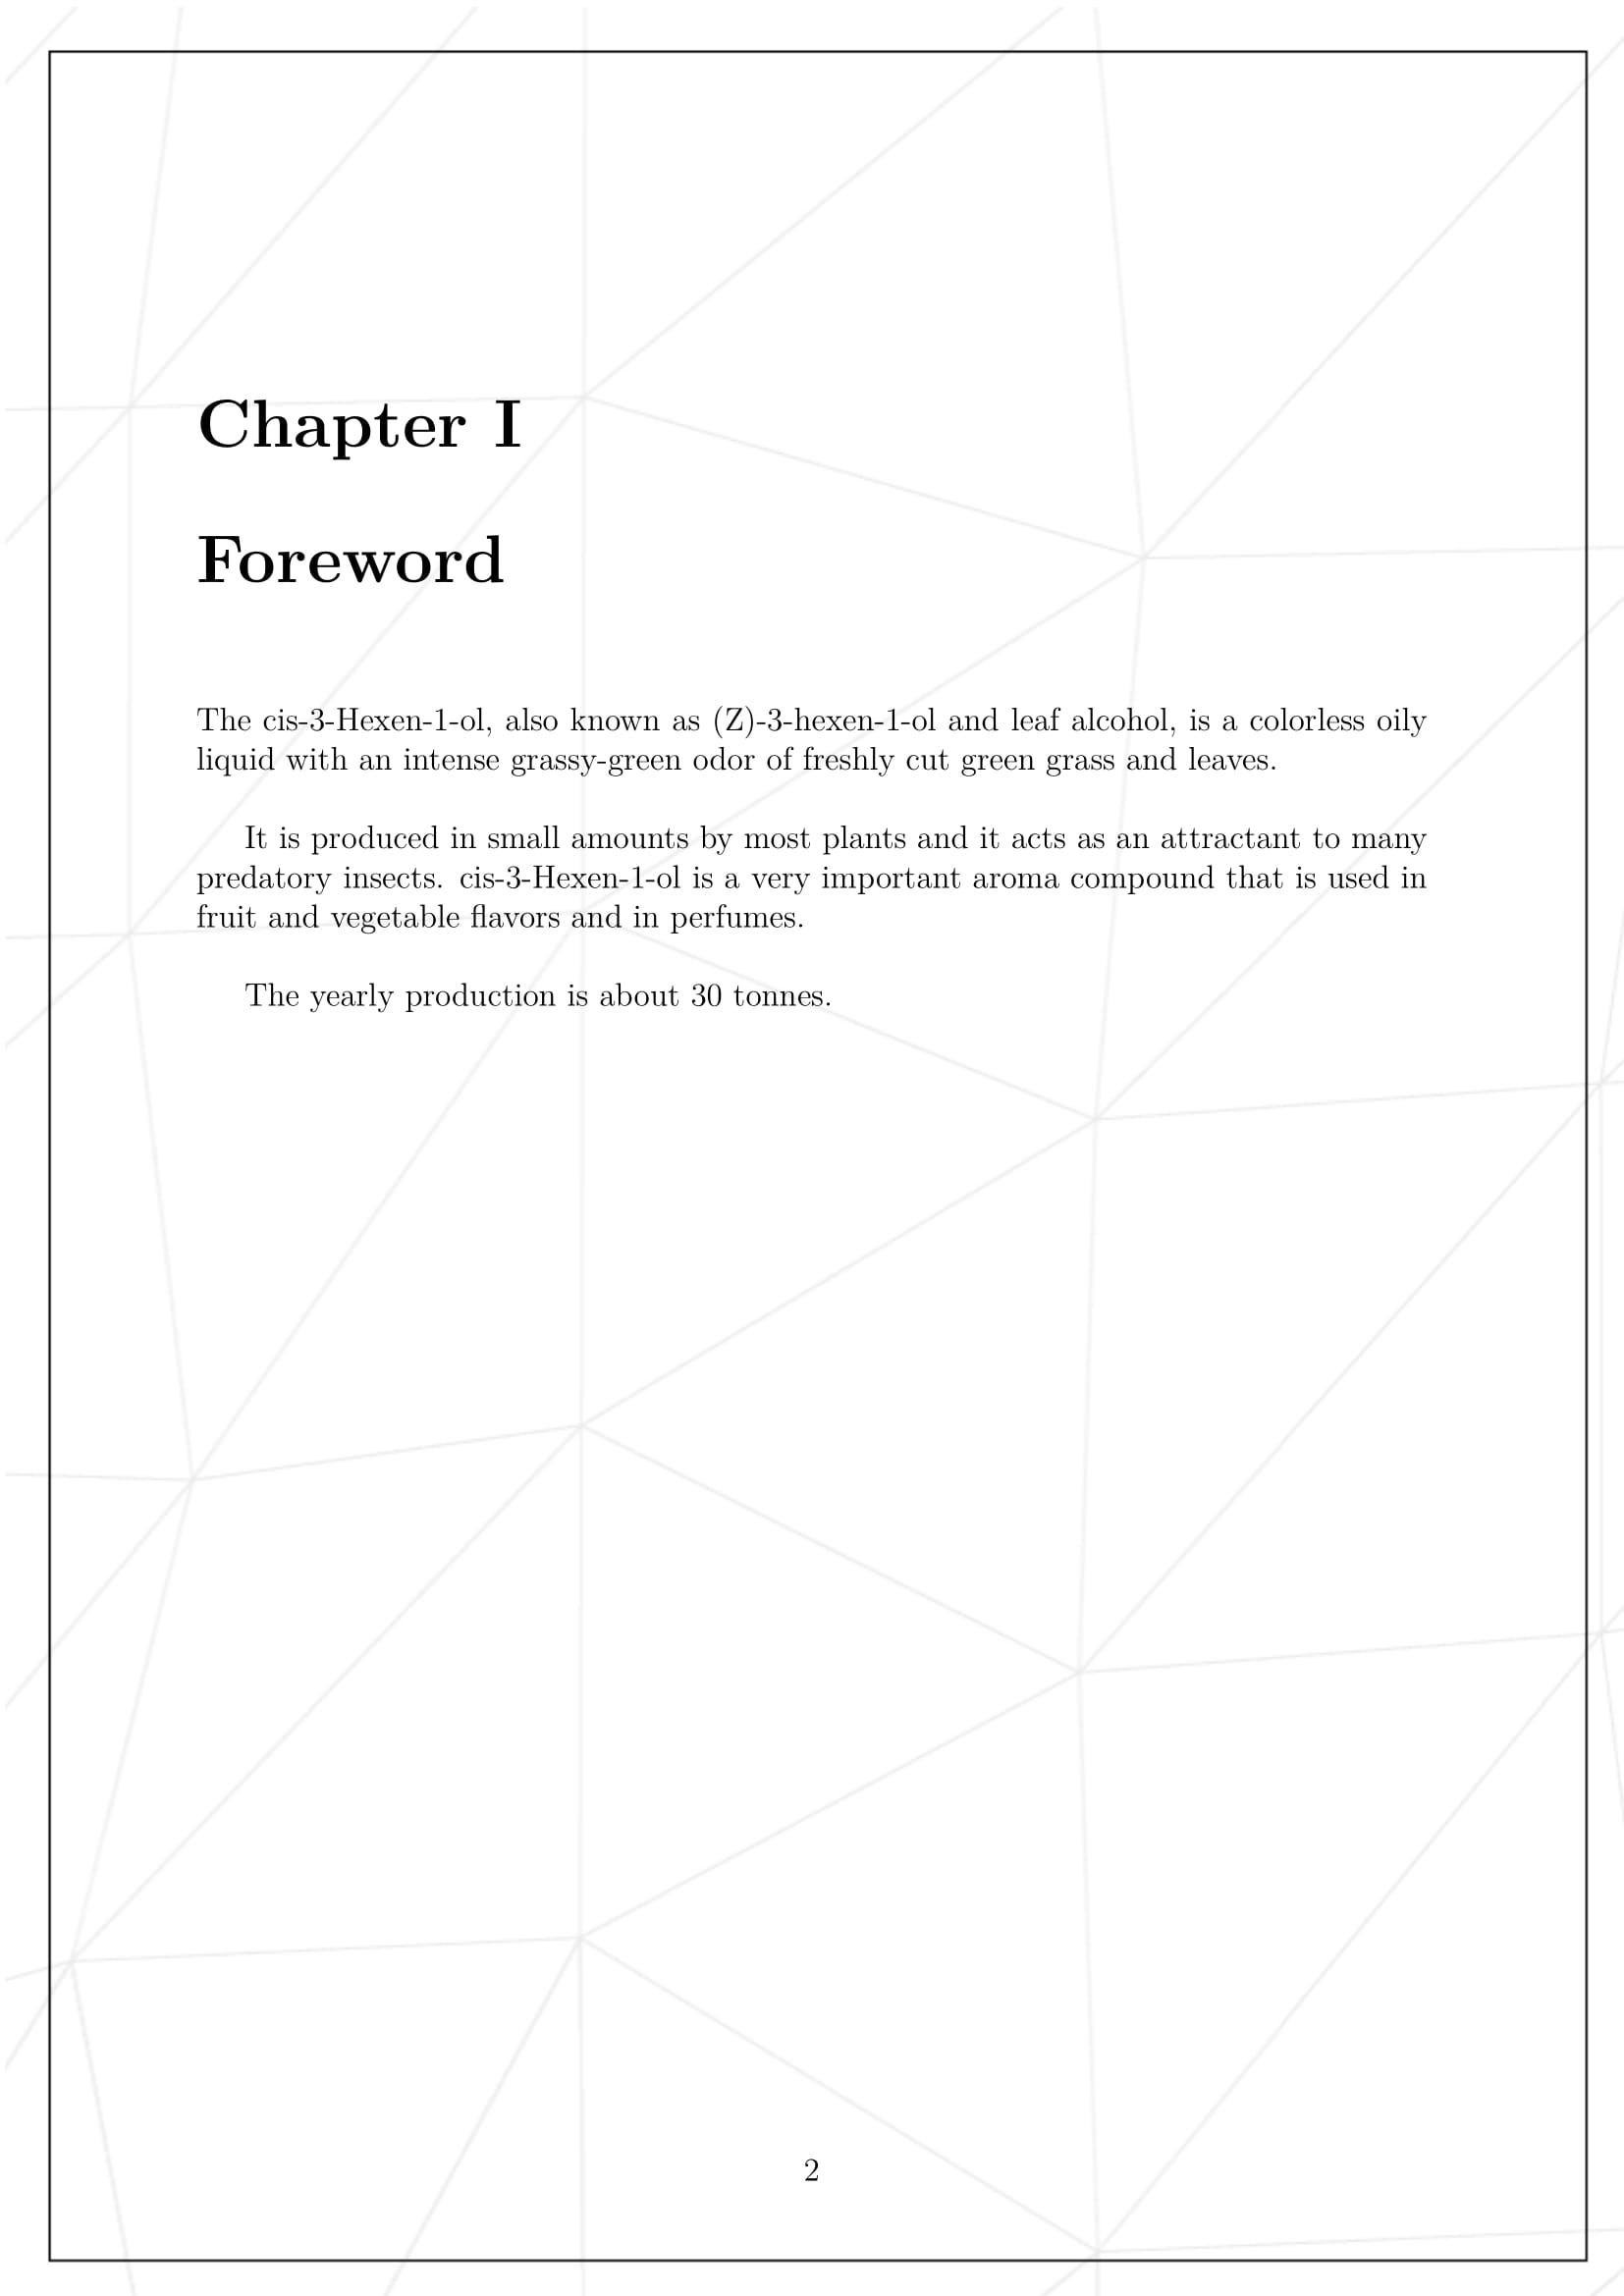 Chapter I
Foreword
The cis-3-Hexen-1-ol, also known as (Z)-3-hexen-1-ol and leaf alcohol, is a colorless oily
liquid with an intense grassy-green odor of freshly cut green grass and leaves.
It is produced in small amounts by most plants and it acts as an attractant to many
predatory insects. cis-3-Hexen-1-ol is a very important aroma compound that is used in
fruit and vegetable flavors and in perfumes.
The yearly production is about 30 tonnes.
2